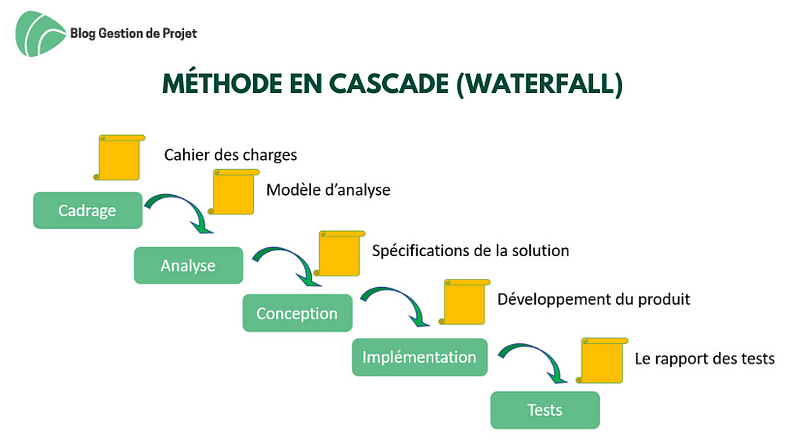 Blog Gestion de Projet
MÉTHODE EN CASCADE (WATERFALL)
Cahier des charges
Modèle d’analyse
Cadrage
Spécifications de la solution
Analyse
Développement du produit
Conception
Implémentation
Le rapport des tests
Tests